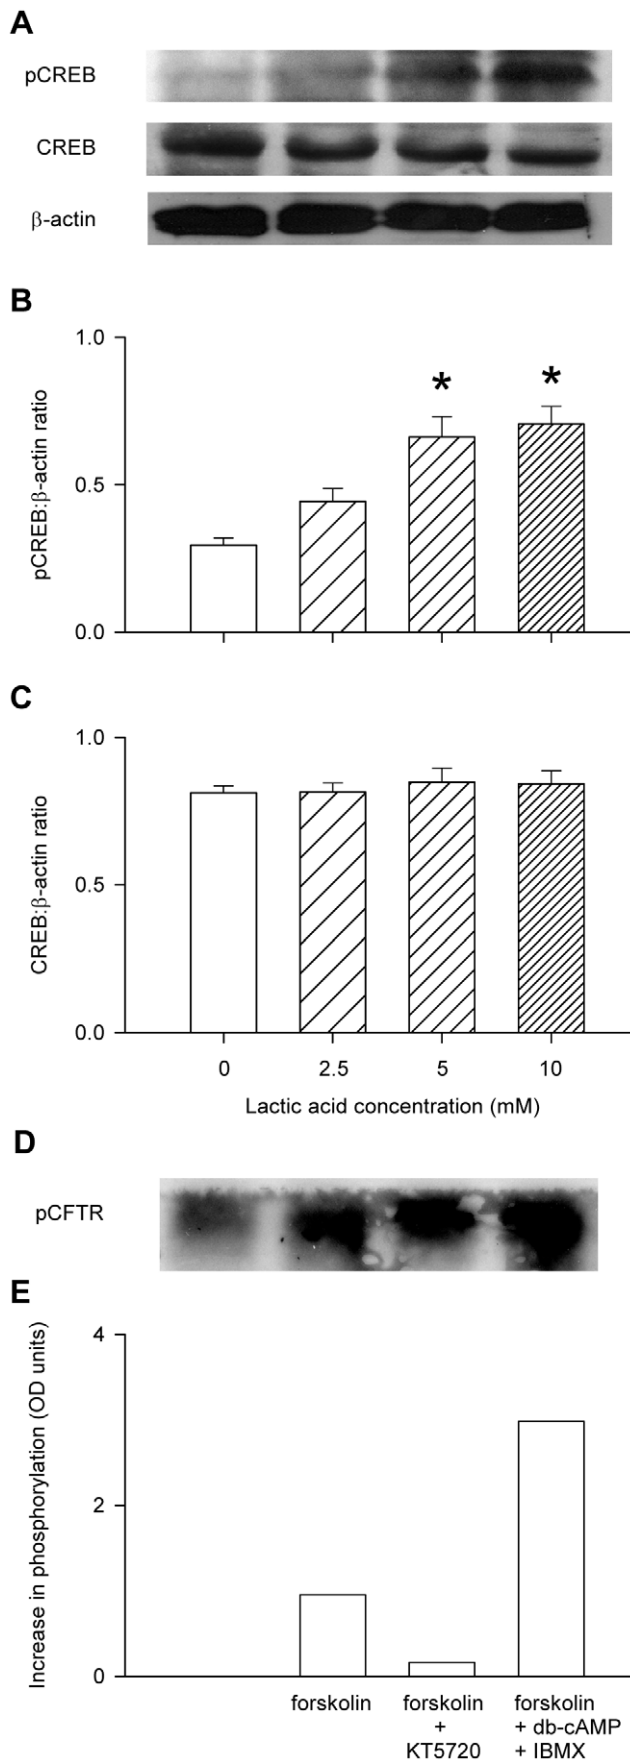 A
pCREB
CREB
β-actin
B
pCREB:β-actin ratio
1.0
0.5
0.0
*
*
C
CREB:β-actin ratio
1.0
0.5
0.0
0
2.5
5
10
Lactic acid concentration (mM)
D
pCFTR
E
Increase in phosphorylation (OD units)
4
2
0
forskolin
forskolin
+
KT5720
forskolin
+ db-cAMP
+ IBMX